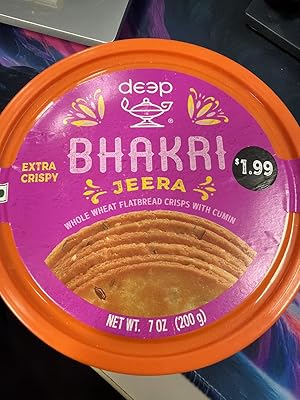 deep
®
EXTRA
CRISPY
BHAKRI
$1.99
JEERA
WHOLE WHEAT FLATBREAD CRISPS WITH CUMIN
NET WT. 7 OZ (200 g)